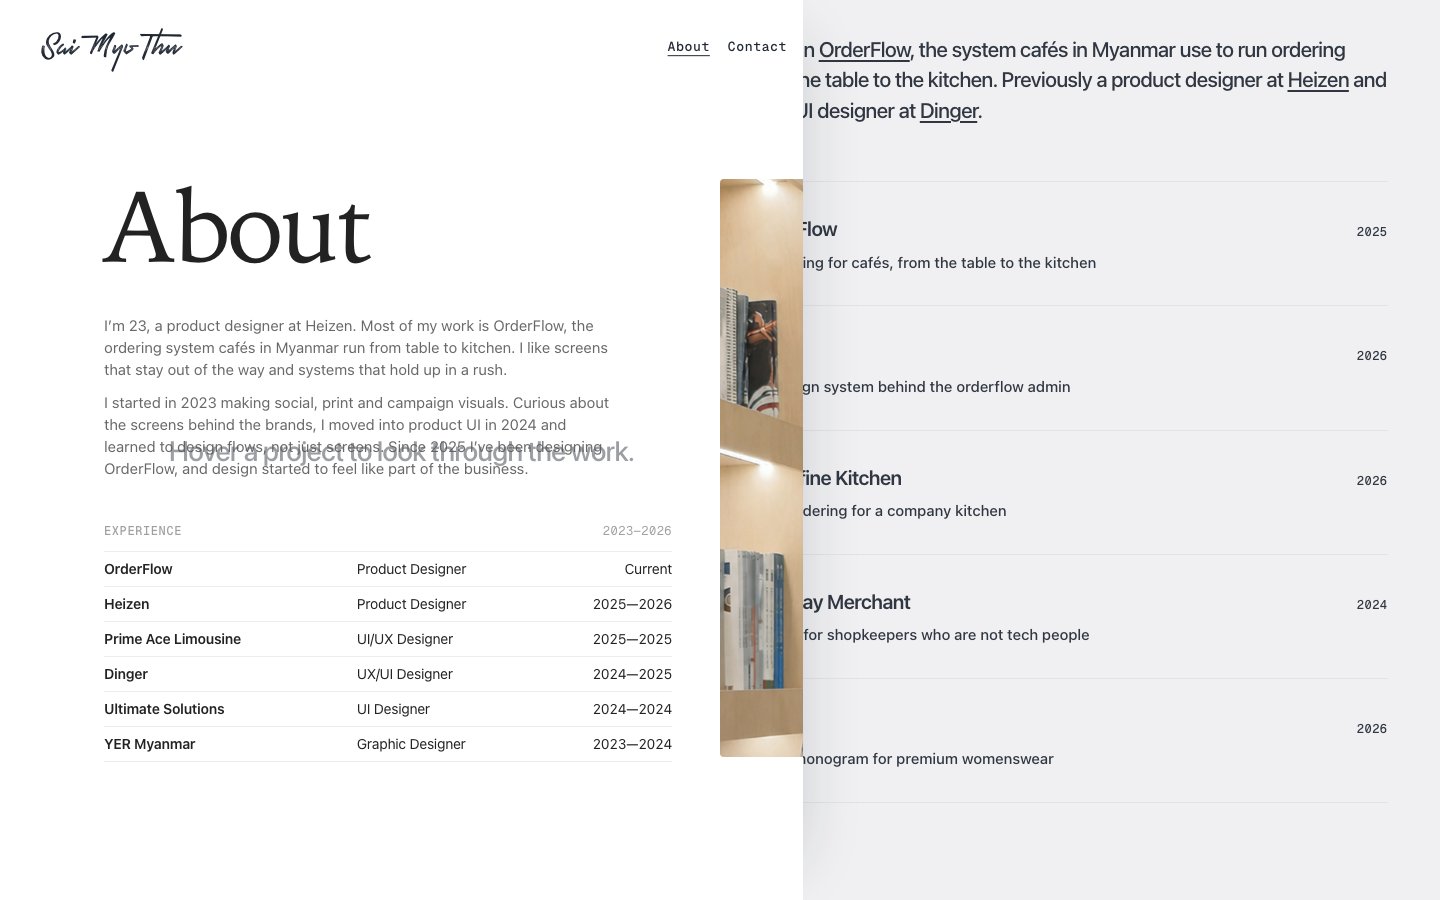 Sai Myo Thu
About Contact
About
I’m 23, a product designer at Heizen. Most of my work is OrderFlow, the
ordering system cafés in Myanmar run from table to kitchen. I like screens
that stay out of the way and systems that hold up in a rush.
I started in 2023 making social, print and campaign visuals. Curious about
the screens behind the brands, I moved into product UI in 2024 and
learned to design flows, not just screens. Since 2025 I’ve been designing
Hover a project to look through the work.
OrderFlow, and design started to feel like part of the business.
EXPERIENCE 2023—2026
OrderFlow Product Designer Current
Heizen Product Designer 2025—2026
Prime Ace Limousine UI/UX Designer 2025—2025
Dinger UX/UI Designer 2024—2025
Ultimate Solutions UI Designer 2024—2024
YER Myanmar Graphic Designer 2023—2024
n OrderFlow, the system cafés in Myanmar use to run ordering
he table to the kitchen. Previously a product designer at Heizen and
UI designer at Dinger.
Flow 2025
ing for cafés, from the table to the kitchen
2026
gn system behind the orderflow admin
fine Kitchen 2026
dering for a company kitchen
ay Merchant 2024
for shopkeepers who are not tech people
2026
monogram for premium womenswear